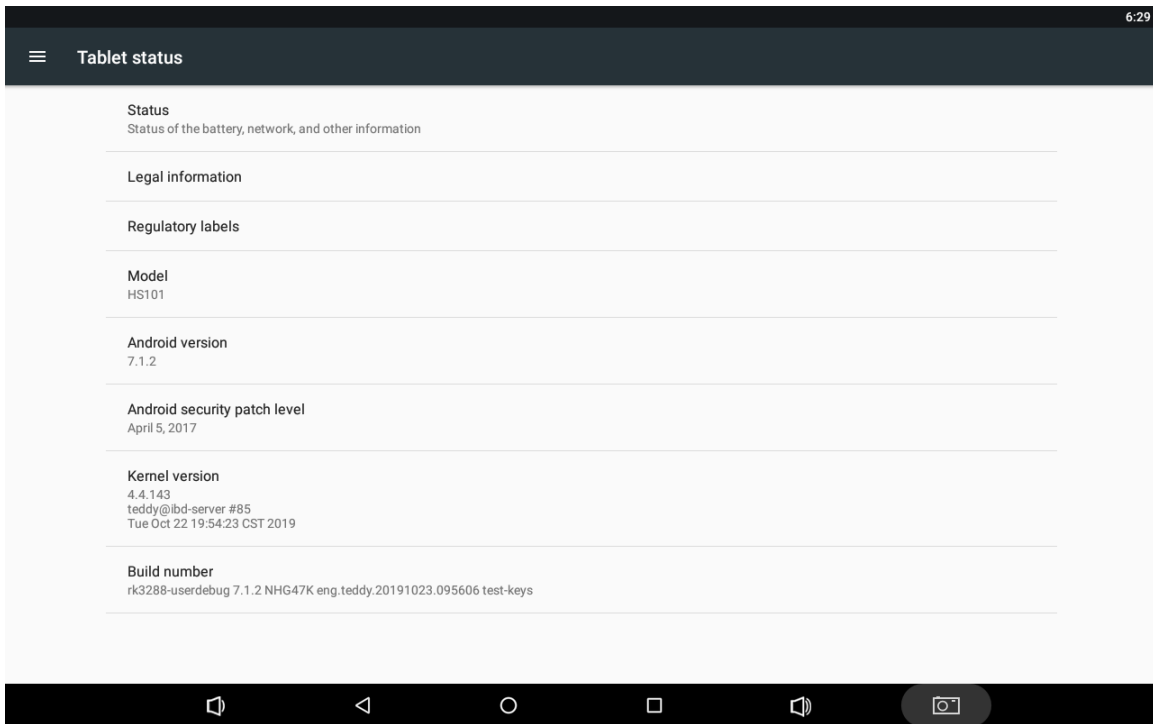 6:29
Tablet status
Status
Status of the battery, network, and other information
Legal information
Regulatory labels
Model
HS101
Android version
7.1.2
Android security patch level
April 5, 2017
Kernel version
4.4.143
teddy@ibd-server #85
Tue Oct 22 19:54:23 CST 2019
Build number
rk3288-userdebug 7.1.2 NHG47K eng.teddy.20191023.095606 test-keys